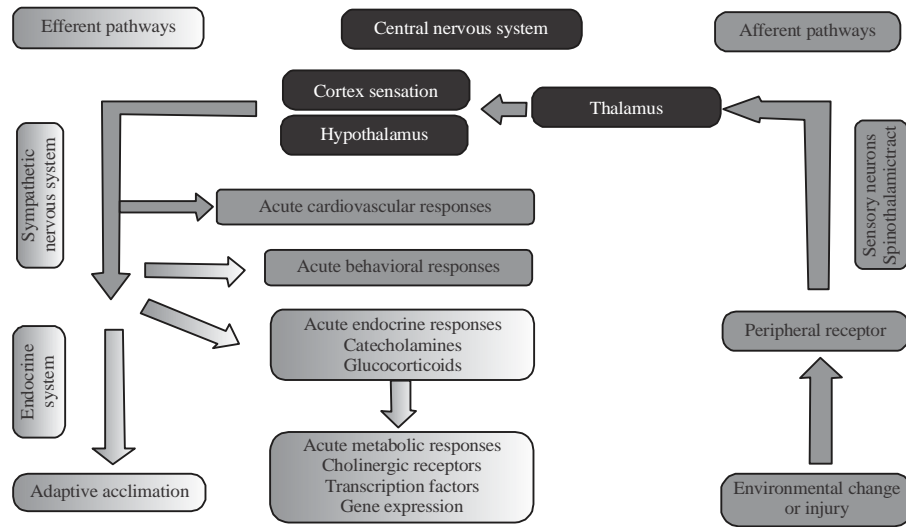 Efferent pathways
Central nervous system
Afferent pathways
Cortex sensation
Hypothalamus
Thalamus
Sympathetic
nervous system
Sensory neurons
Spinothalamictract
Acute cardiovascular responses
Acute behavioral responses
Acute endocrine responses
Catecholamines
Glucocorticoids
Peripheral receptor
Endocrine
system
Acute metabolic responses
Cholinergic receptors
Transcription factors
Gene expression
Adaptive acclimation
Environmental change
or injury